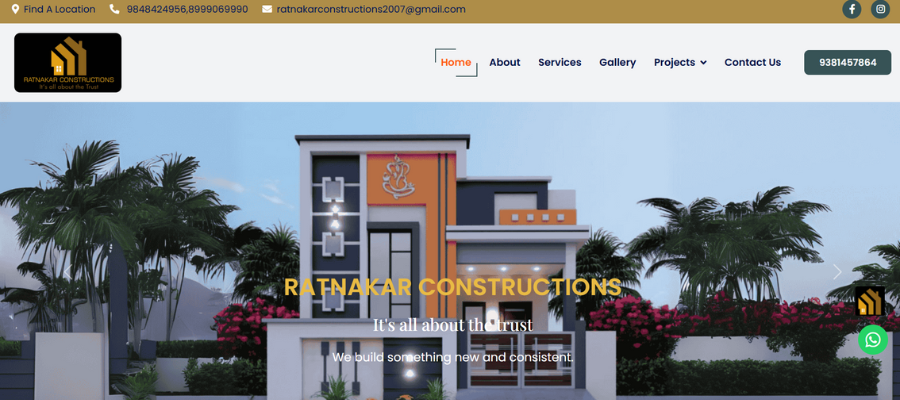 Find A Location 9848424956,8999069990 ratnakarconstructions2007@gmail.com
RATNAKAR CONSTRUCTIONS
It's all about the Trust
Home About Services Gallery Projects Contact Us 9381457864
RATNAKAR CONSTRUCTIONS
It's all about the trust
We build something new and consistent.